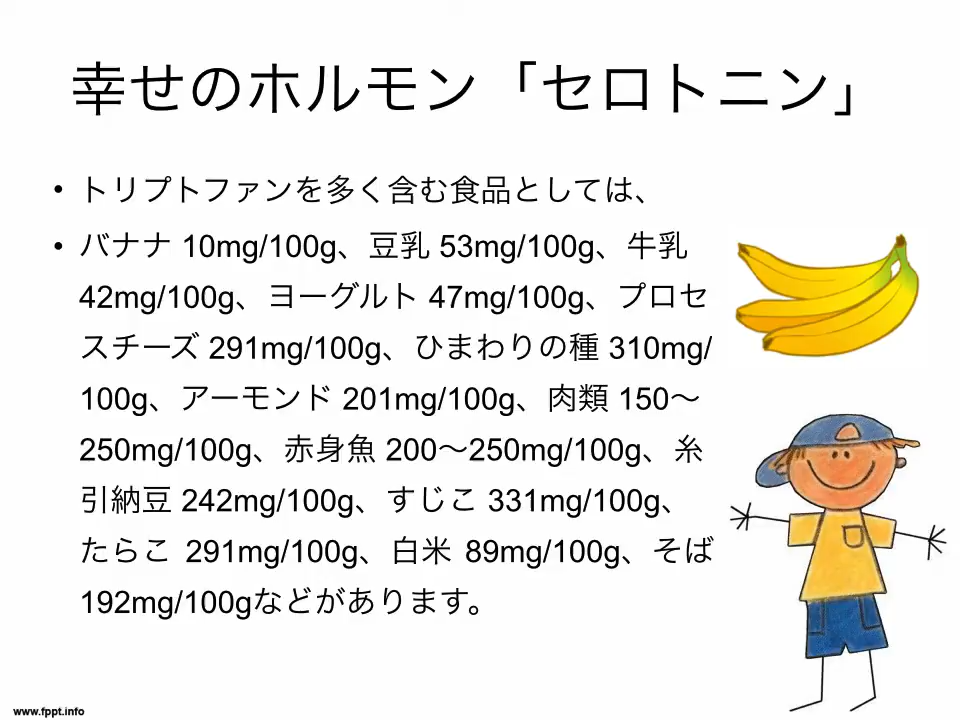 幸せのホルモン「セロトニン」
• トリプトファンを多く含む食品としては、
• バナナ 10mg/100g、豆乳 53mg/100g、牛乳
42mg/100g、ヨーグルト 47mg/100g、プロセ
スチーズ 291mg/100g、ひまわりの種 310mg/
100g、アーモンド 201mg/100g、肉類 150〜
250mg/100g、赤身魚 200〜250mg/100g、糸
引納豆 242mg/100g、すじこ 331mg/100g、
たらこ 291mg/100g、白米 89mg/100g、そば
192mg/100gなどがあります。
www.fppt.info